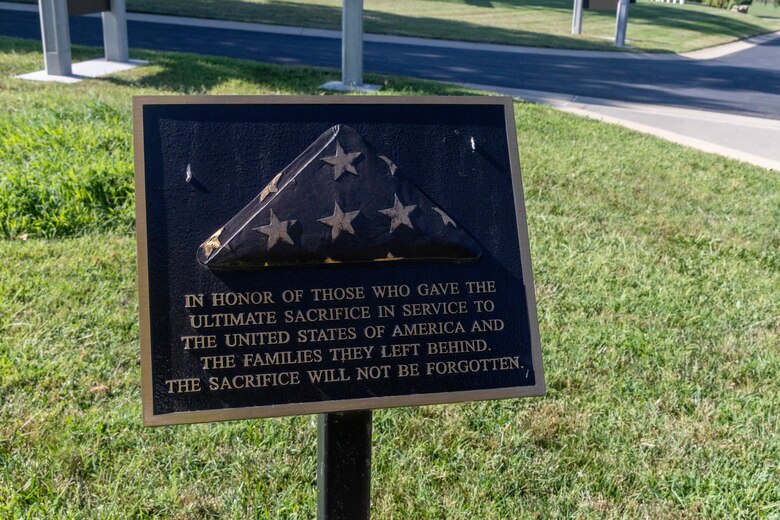 IN HONOR OF THOSE WHO GAVE THE
ULTIMATE SACRIFICE IN SERVICE TO
THE UNITED STATES OF AMERICA AND
THE FAMILIES THEY LEFT BEHIND.
THE SACRIFICE WILL NOT BE FORGOTTEN.